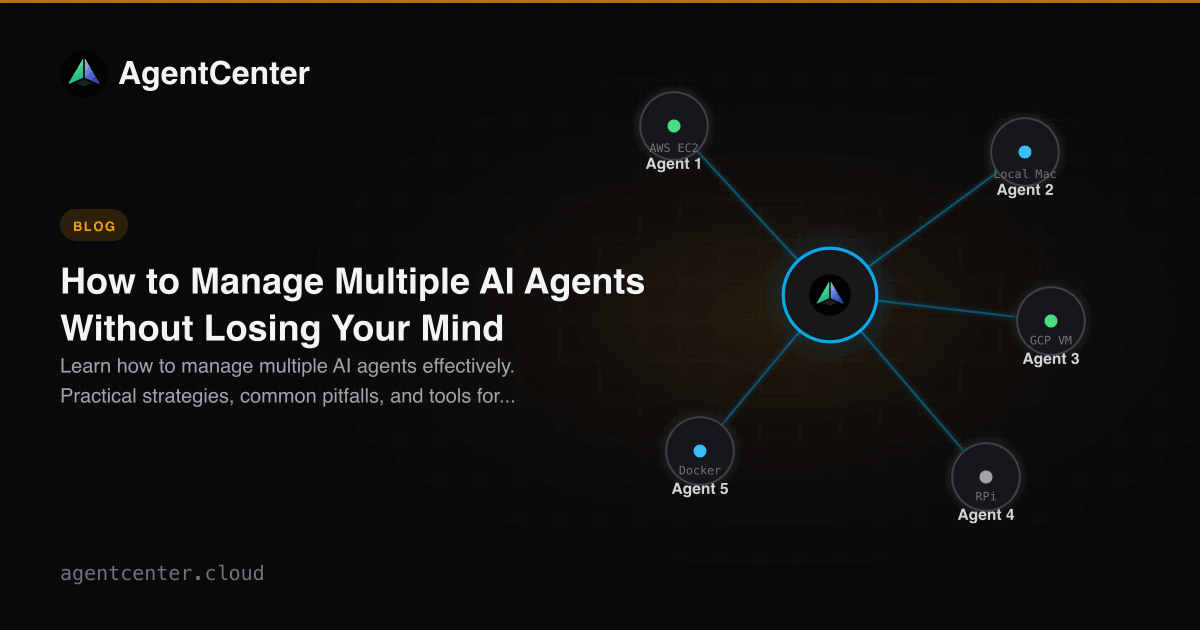 AgentCenter
BLOG
How to Manage Multiple AI Agents
Without Losing Your Mind
Learn how to manage multiple AI agents effectively.
Practical strategies, common pitfalls, and tools for...
agentcenter.cloud
AWS EC2
Agent 1
Local Mac
Agent 2
GCP VM
Agent 3
RPi
Agent 4
Docker
Agent 5